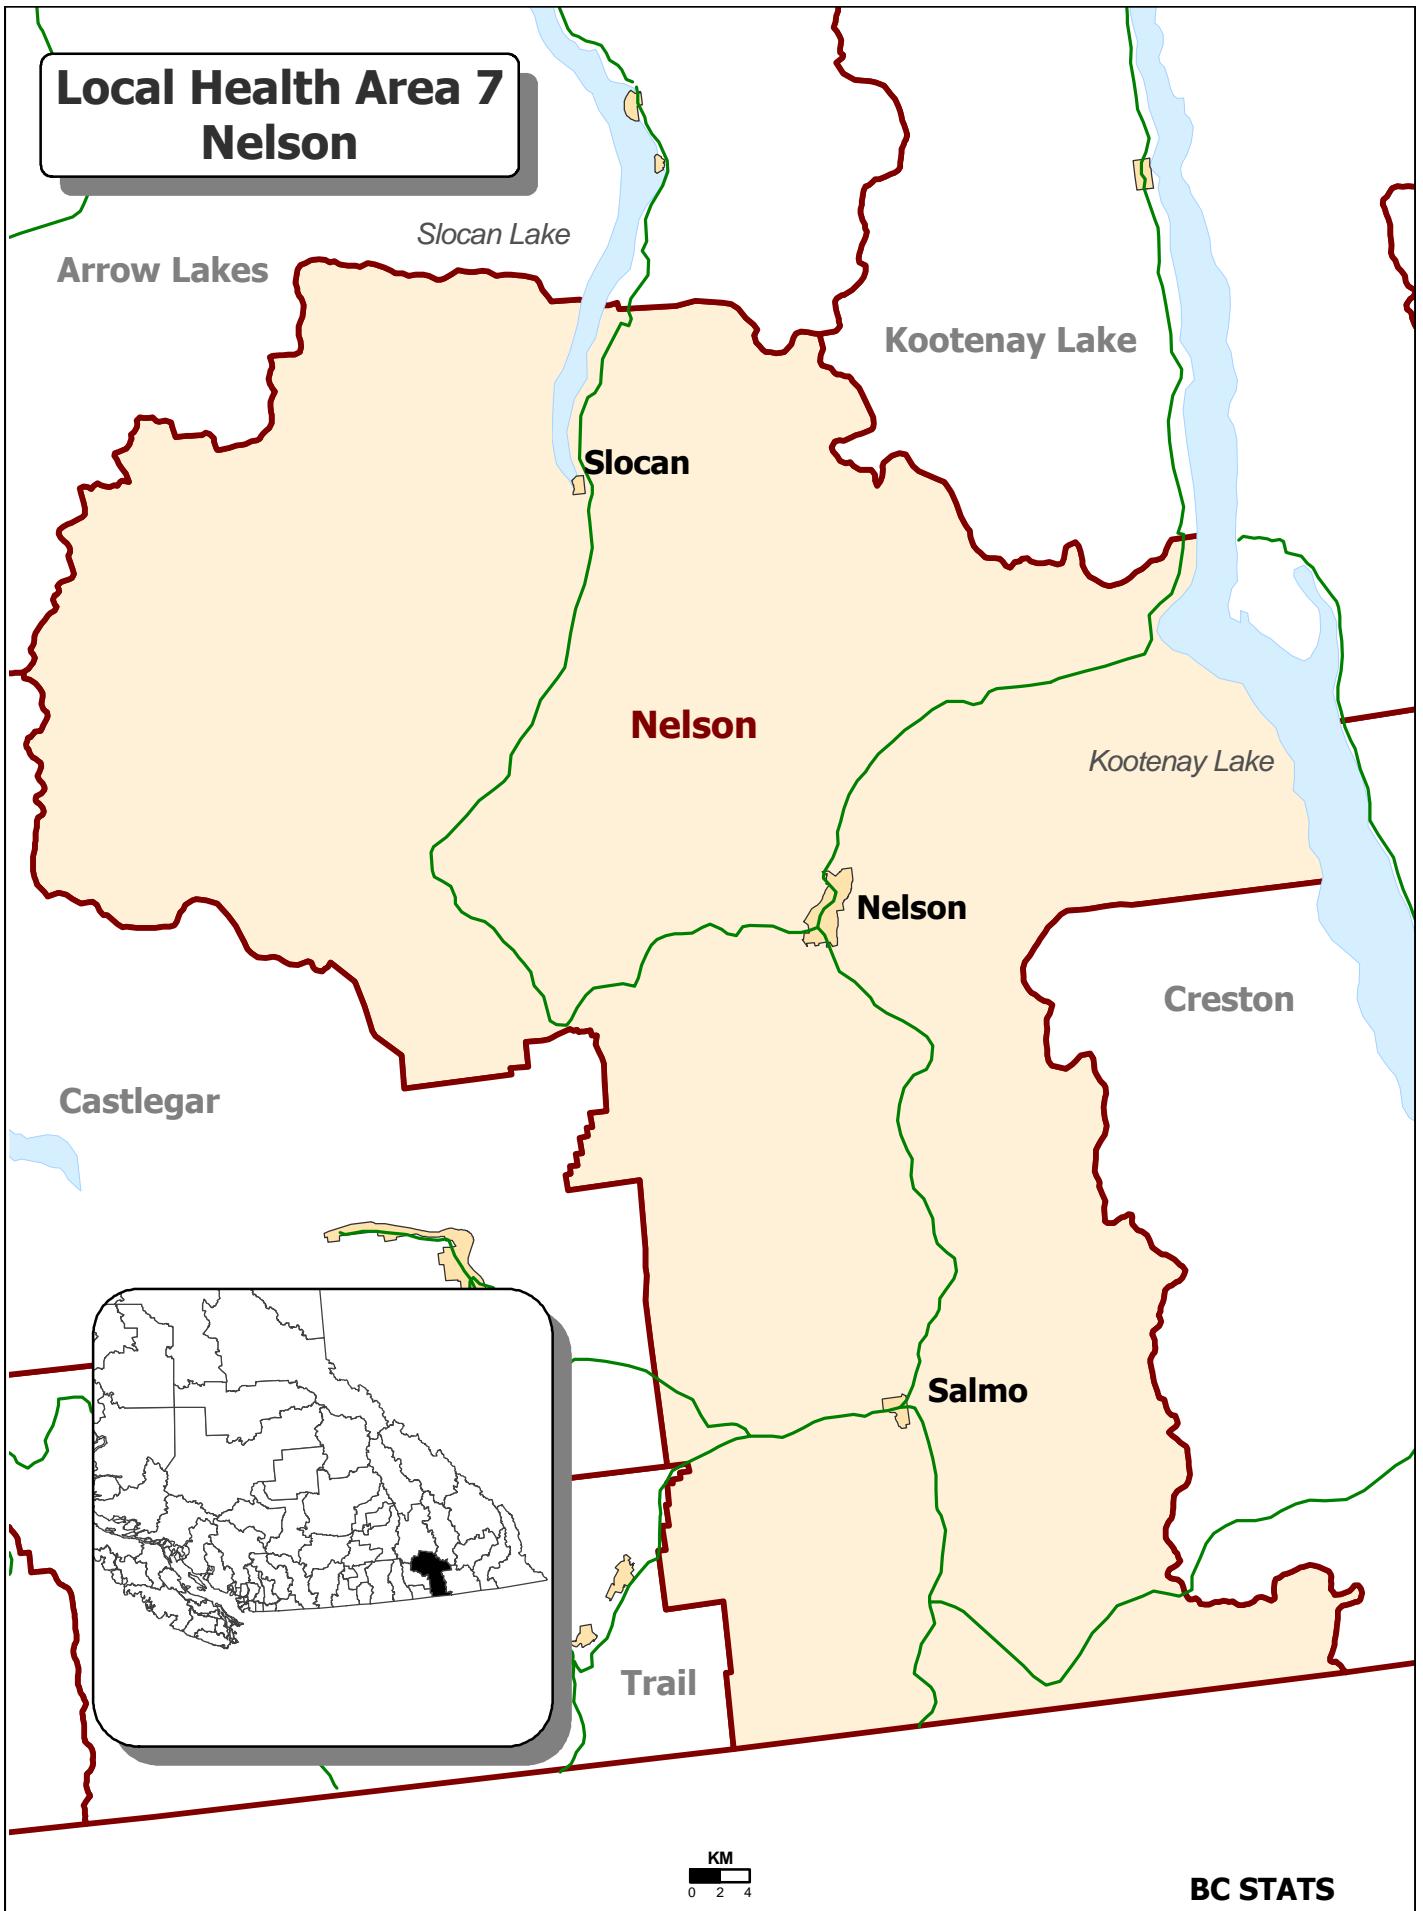 Local Health Area 7
Nelson
Slocan Lake
Arrow Lakes
Kootenay Lake
Slocan
Nelson
Kootenay Lake
Nelson
Creston
Castlegar
Salmo
Trail
KM
0 2 4
BC STATS